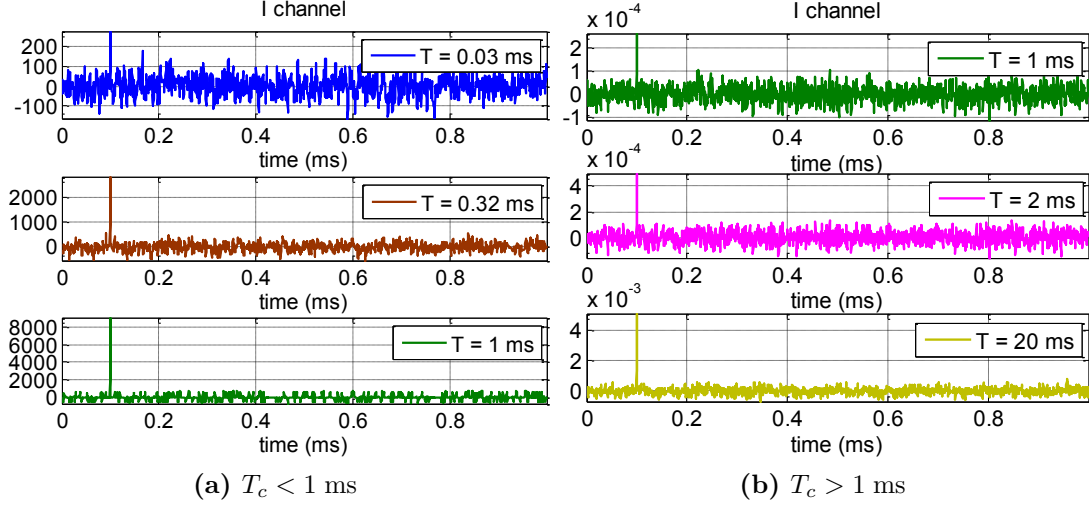 I channel
200
100
0
-100
T = 0.03 ms
0 0.2 0.4 0.6 0.8
time (ms)
2000
1000
0
T = 0.32 ms
0 0.2 0.4 0.6 0.8
time (ms)
8000
6000
4000
2000
T = 1 ms
0 0.2 0.4 0.6 0.8
time (ms)
(a) T_c < 1 ms
I channel
x 10^-4
2
1
0
-1
T = 1 ms
0 0.2 0.4 0.6 0.8
time (ms)
x 10^-4
4
2
0
T = 2 ms
0 0.2 0.4 0.6 0.8
time (ms)
x 10^-3
4
2
0
T = 20 ms
0 0.2 0.4 0.6 0.8
time (ms)
(b) T_c > 1 ms